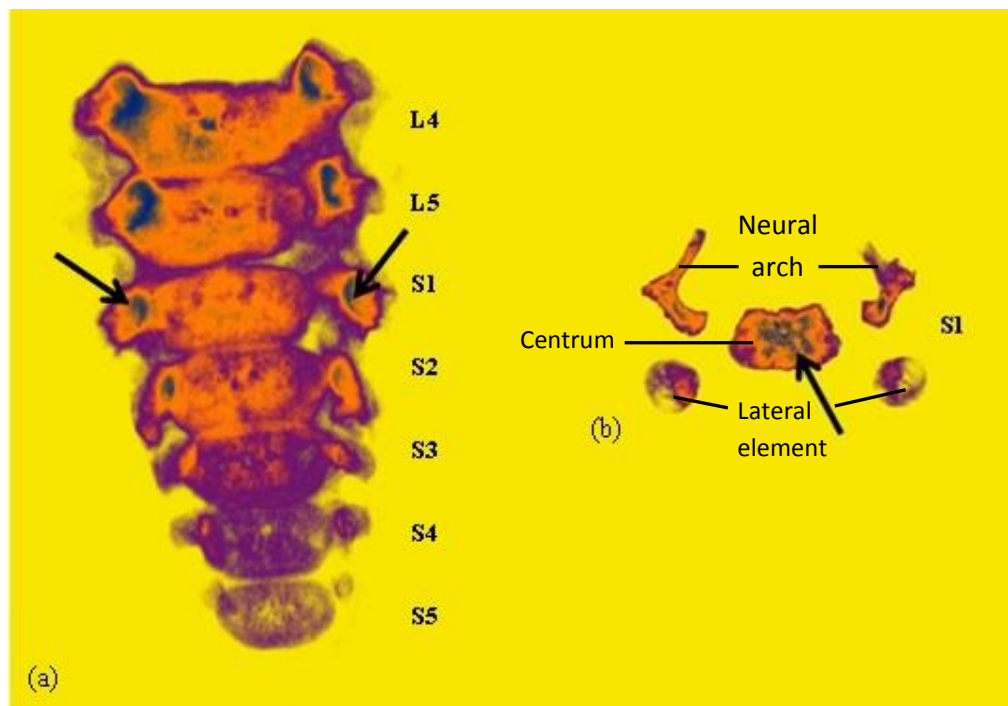 L4
L5
S1
S2
S3
S4
S5
(a)
Neural
arch
S1
Centrum
Lateral
element
(b)